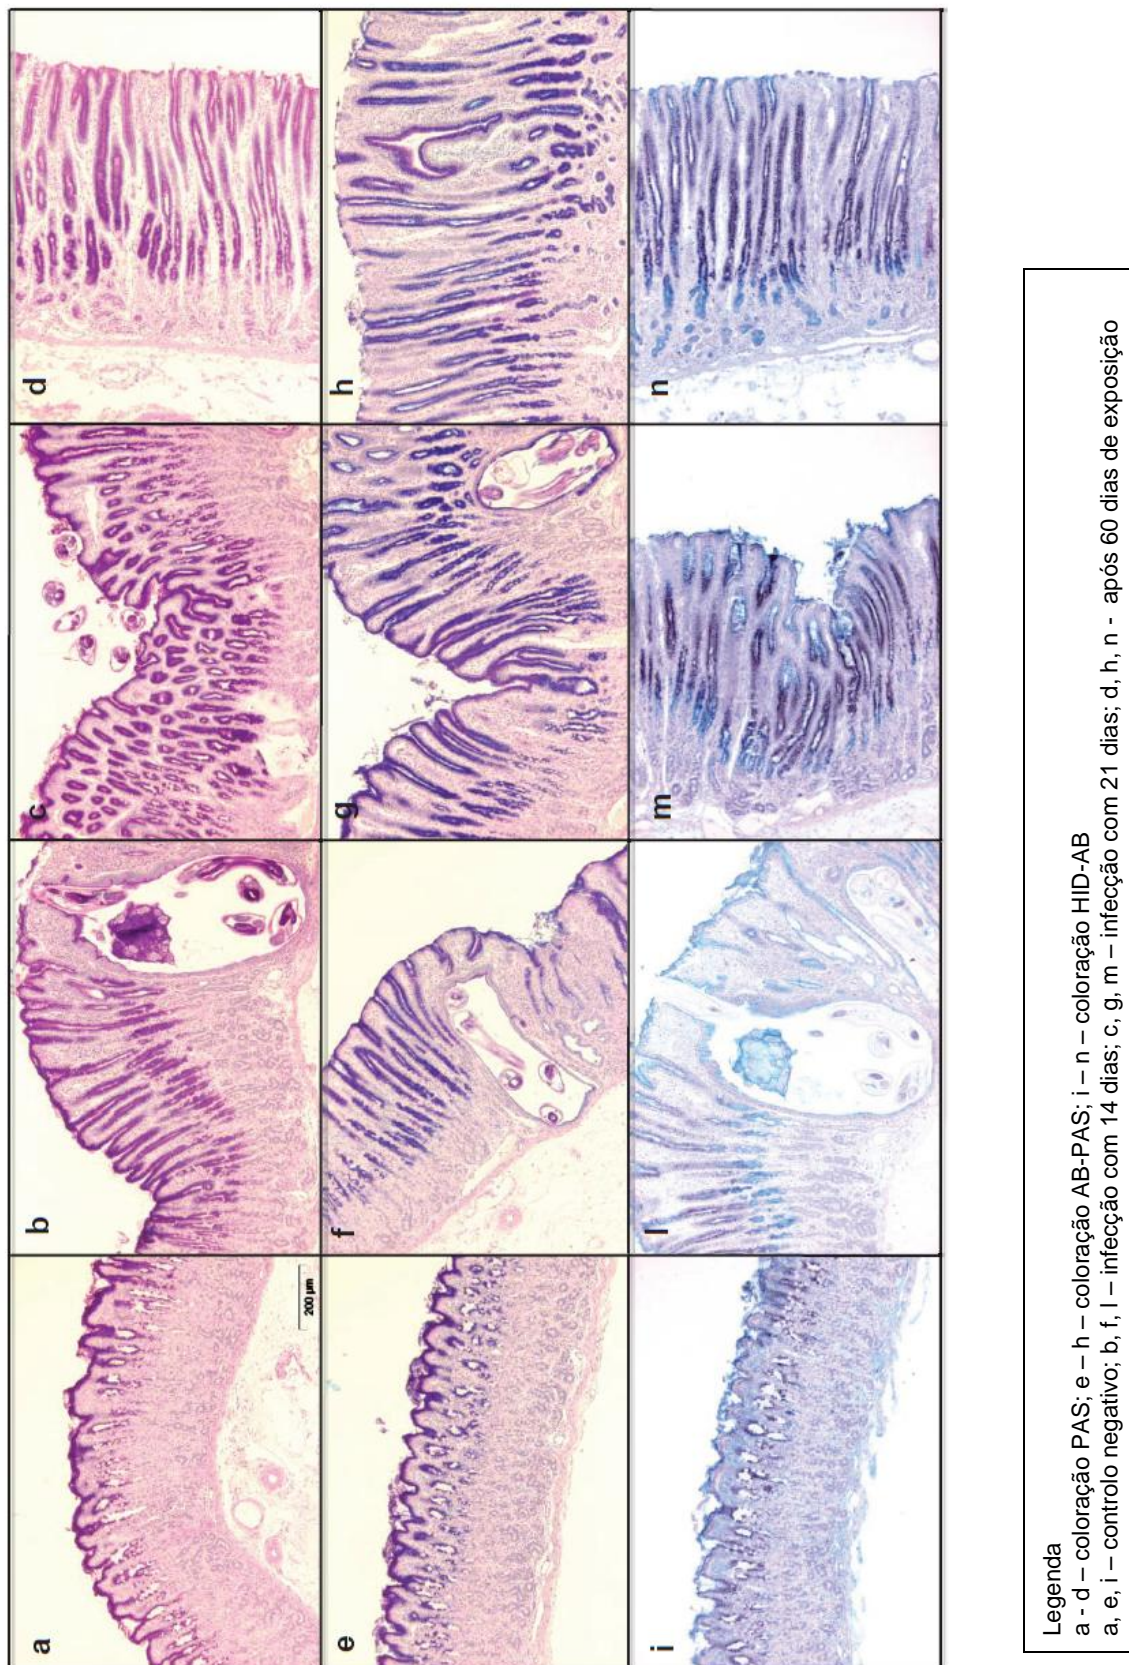 a
b
c
d
200 µm
e
f
g
h
i
l
m
n
Legenda
a - d – coloração PAS; e – h – coloração AB-PAS; i – n – coloração HID-AB
a, e, i – controlo negativo; b, f, l – infecção com 14 dias; c, g, m – infecção com 21 dias; d, h, n - após 60 dias de exposição